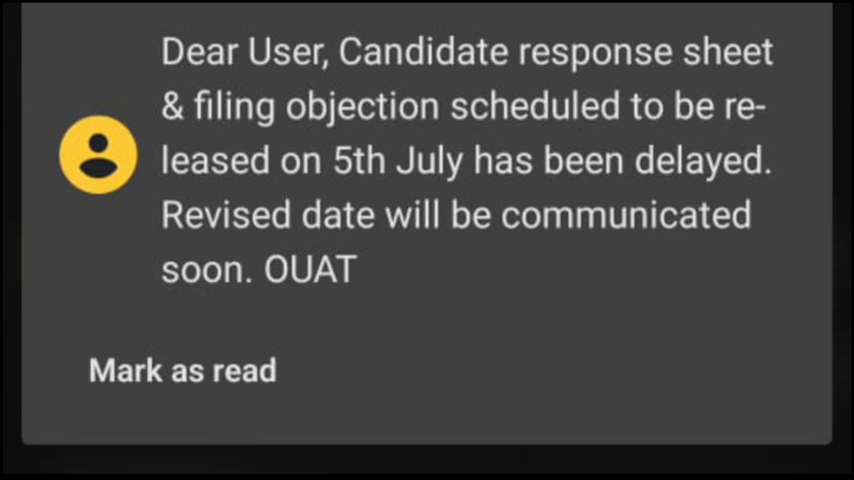 Dear User, Candidate response sheet
& filing objection scheduled to be re-
leased on 5th July has been delayed.
Revised date will be communicated
soon. OUAT
Mark as read